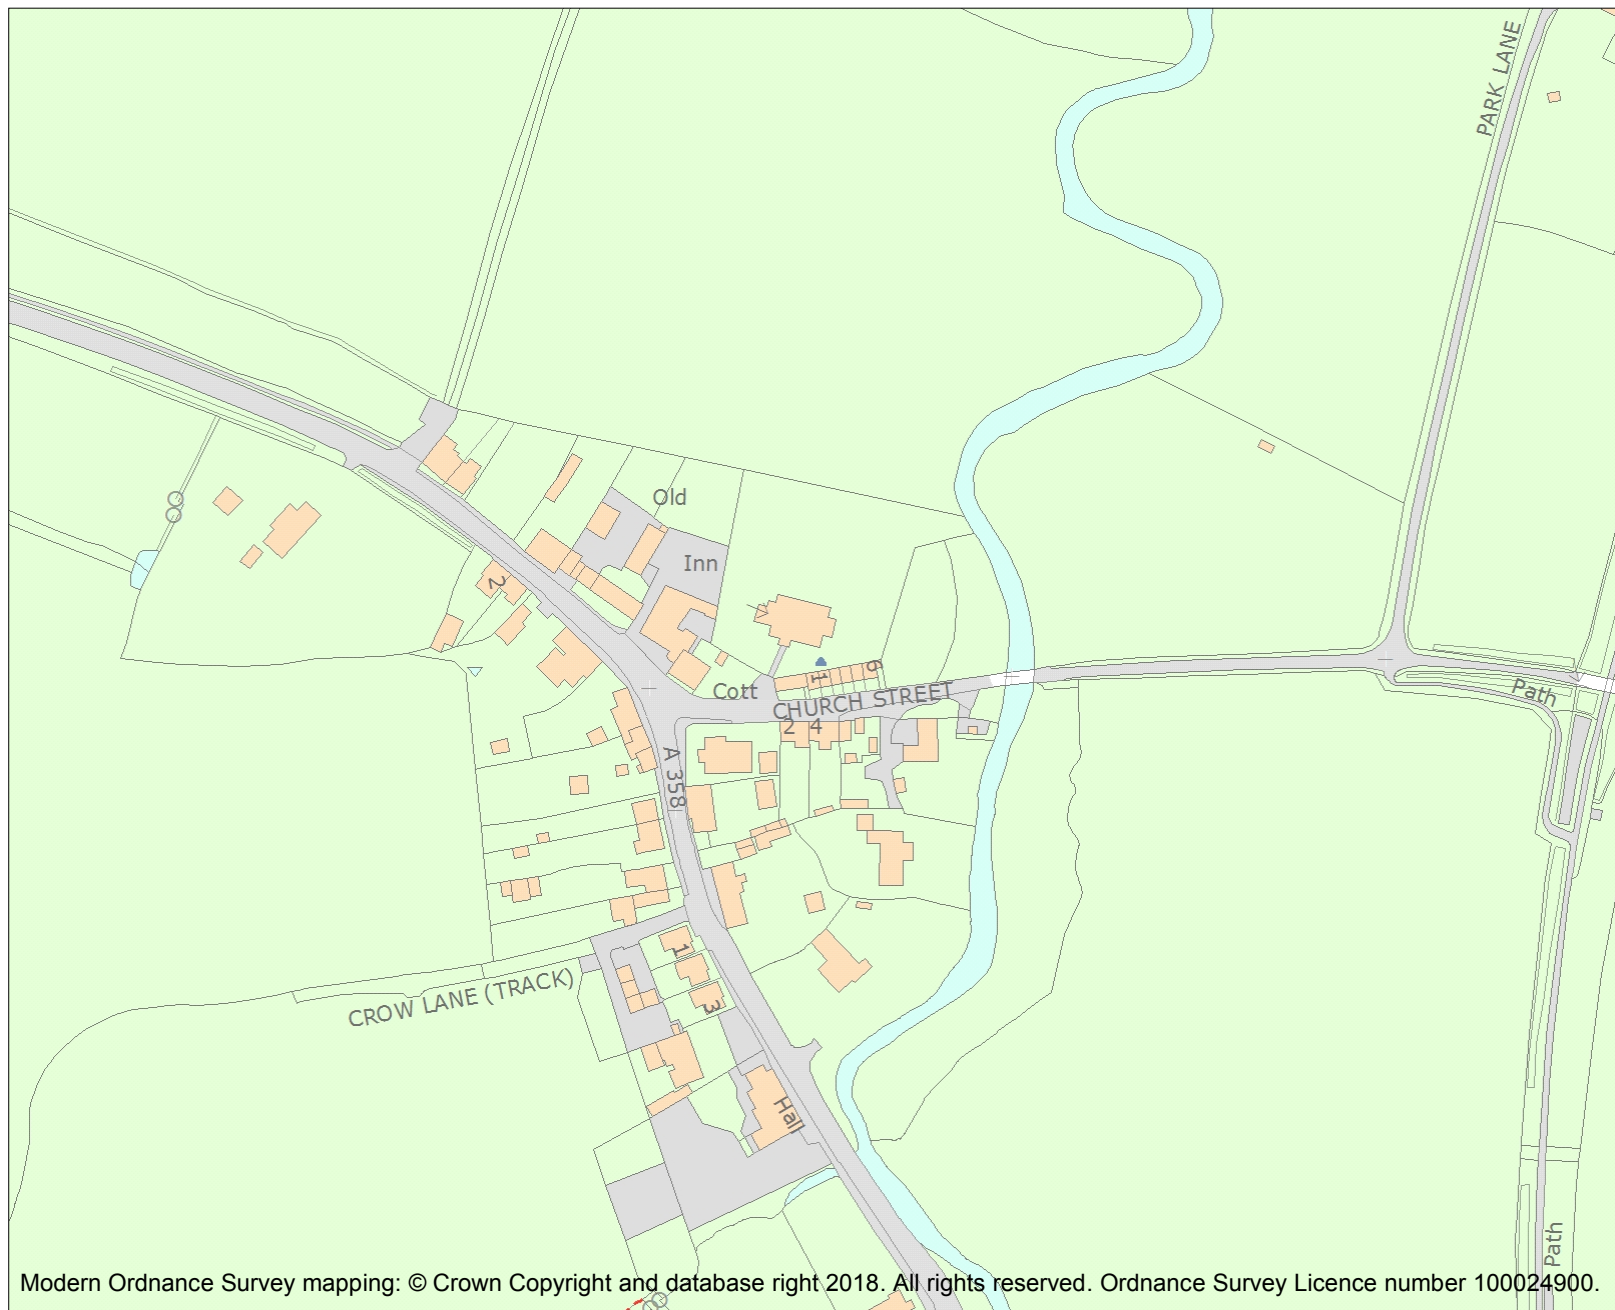 PARK LANE
Old
Inn
2
1
6
Cott
CHURCH STREET
Path
2 4
A 358
1
CROW LANE (TRACK)
3
Hall
Path
Modern Ordnance Survey mapping: © Crown Copyright and database right 2018. All rights reserved. Ordnance Survey Licence number 100024900.